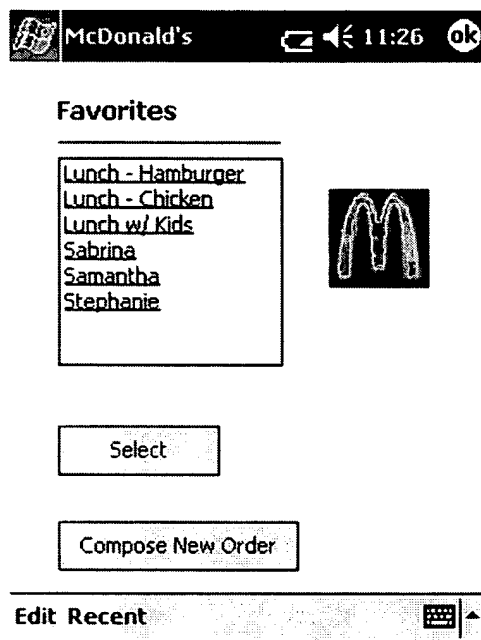 McDonald's 11:26 ok
Favorites
Lunch - Hamburger
Lunch - Chicken
Lunch w/ Kids
Sabrina
Samantha
Stephanie
Select
Compose New Order
Edit Recent